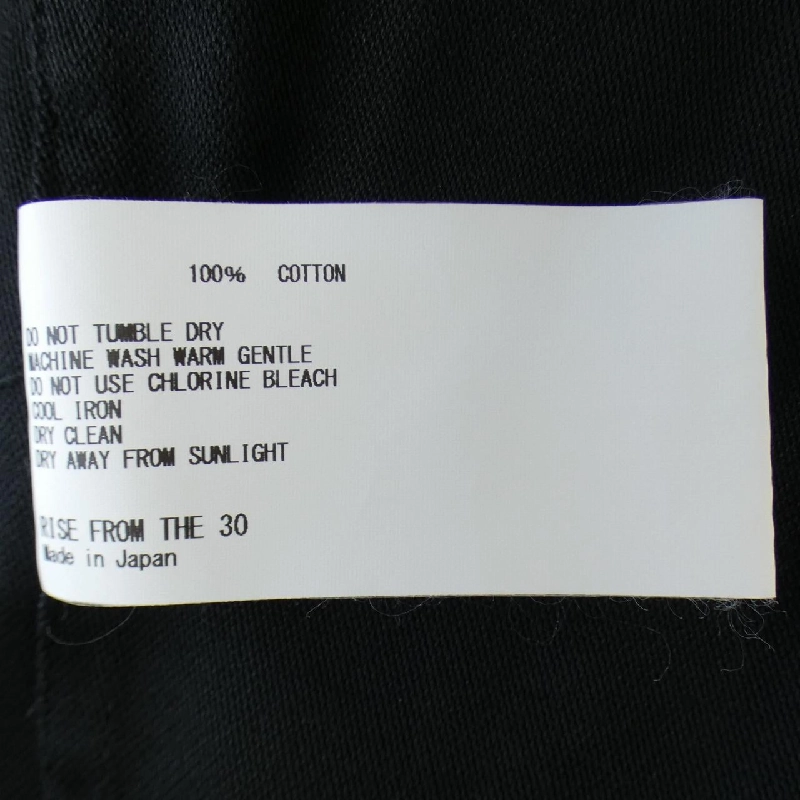 100% COTTON
DO NOT TUMBLE DRY
MACHINE WASH WARM GENTLE
DO NOT USE CHLORINE BLEACH
COOL IRON
DRY CLEAN
DRY AWAY FROM SUNLIGHT
RISE FROM THE 30
Made in Japan